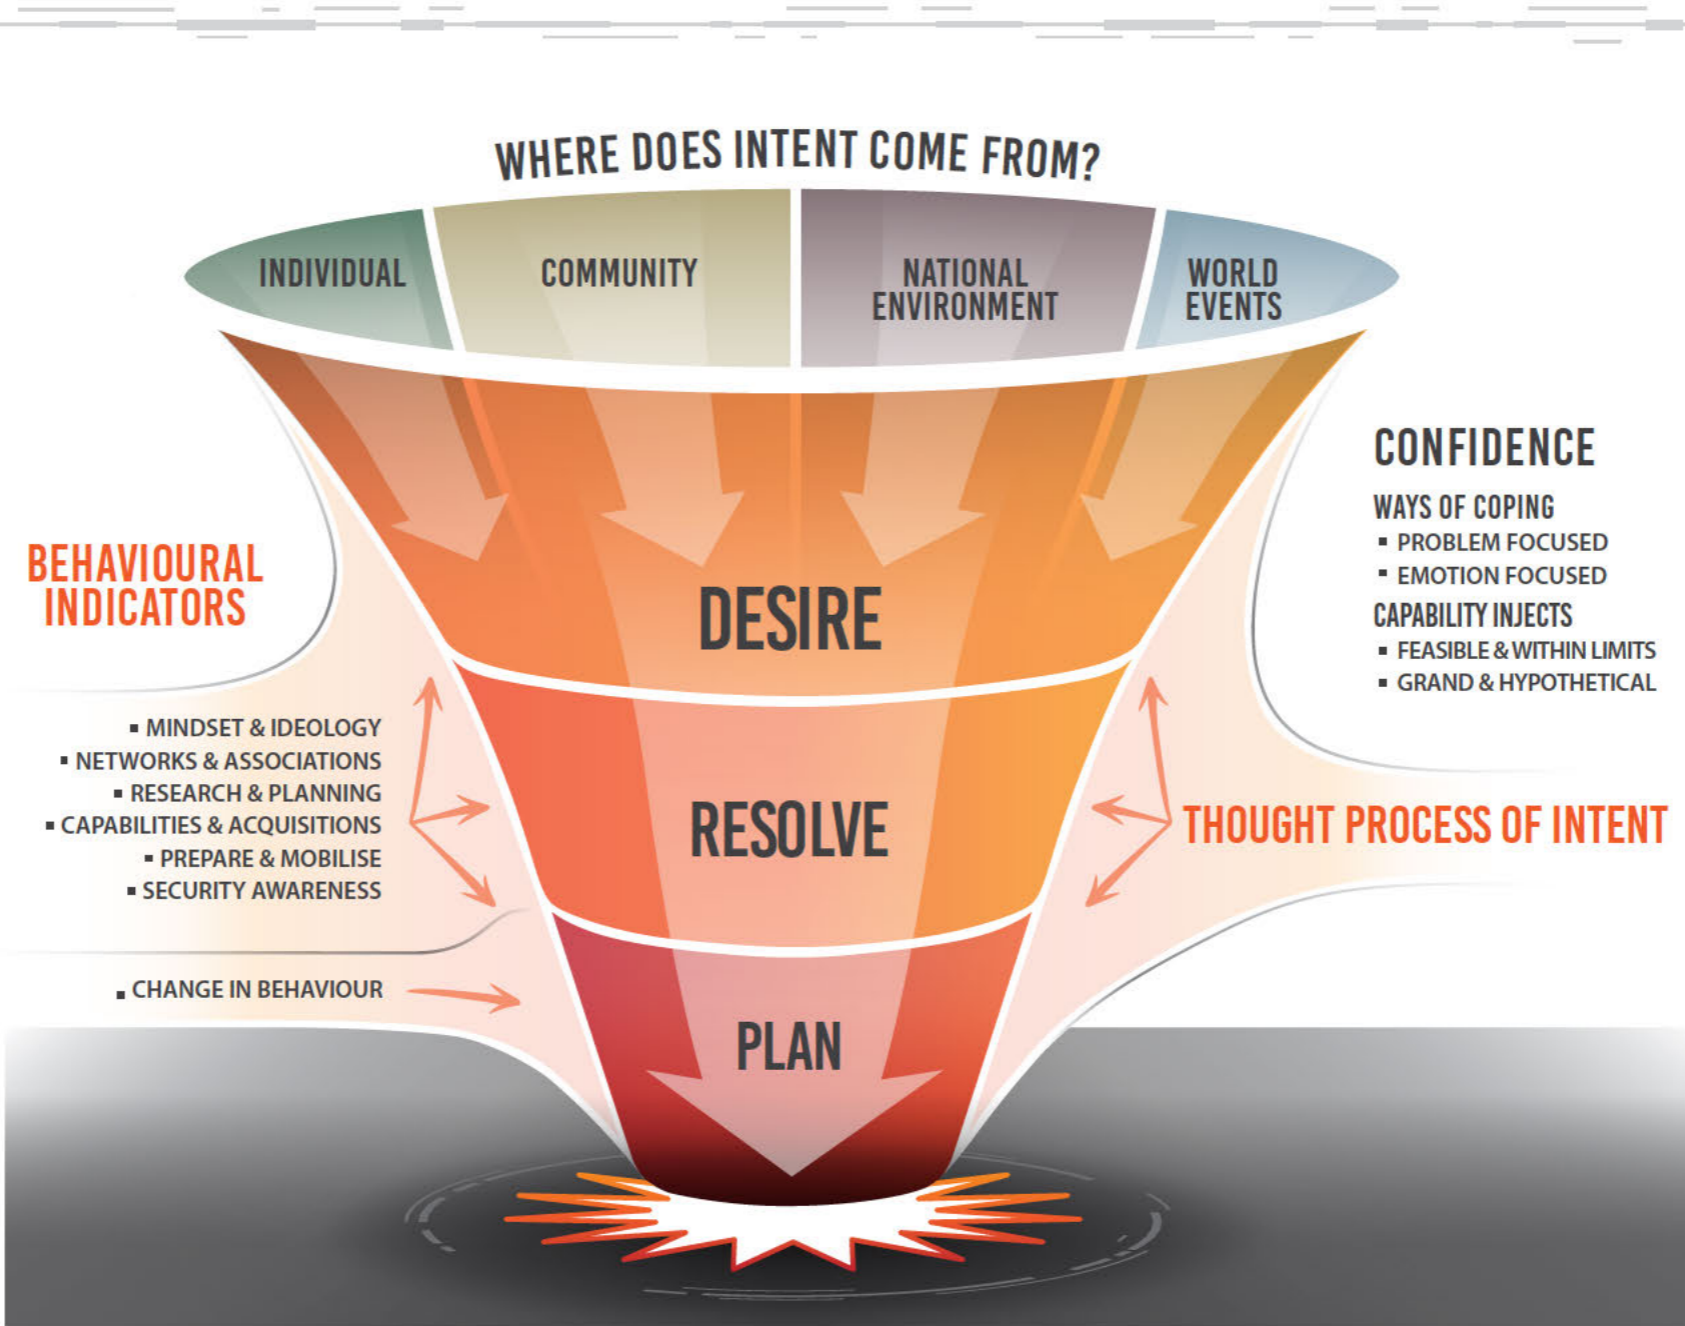 WHERE DOES INTENT COME FROM?
INDIVIDUAL
COMMUNITY
NATIONAL
ENVIRONMENT
WORLD
EVENTS
DESIRE
RESOLVE
PLAN
BEHAVIOURAL
INDICATORS
▪ MINDSET & IDEOLOGY
▪ NETWORKS & ASSOCIATIONS
▪ RESEARCH & PLANNING
▪ CAPABILITIES & ACQUISITIONS
▪ PREPARE & MOBILISE
▪ SECURITY AWARENESS
▪ CHANGE IN BEHAVIOUR
CONFIDENCE
WAYS OF COPING
▪ PROBLEM FOCUSED
▪ EMOTION FOCUSED
CAPABILITY INJECTS
▪ FEASIBLE & WITHIN LIMITS
▪ GRAND & HYPOTHETICAL
THOUGHT PROCESS OF INTENT